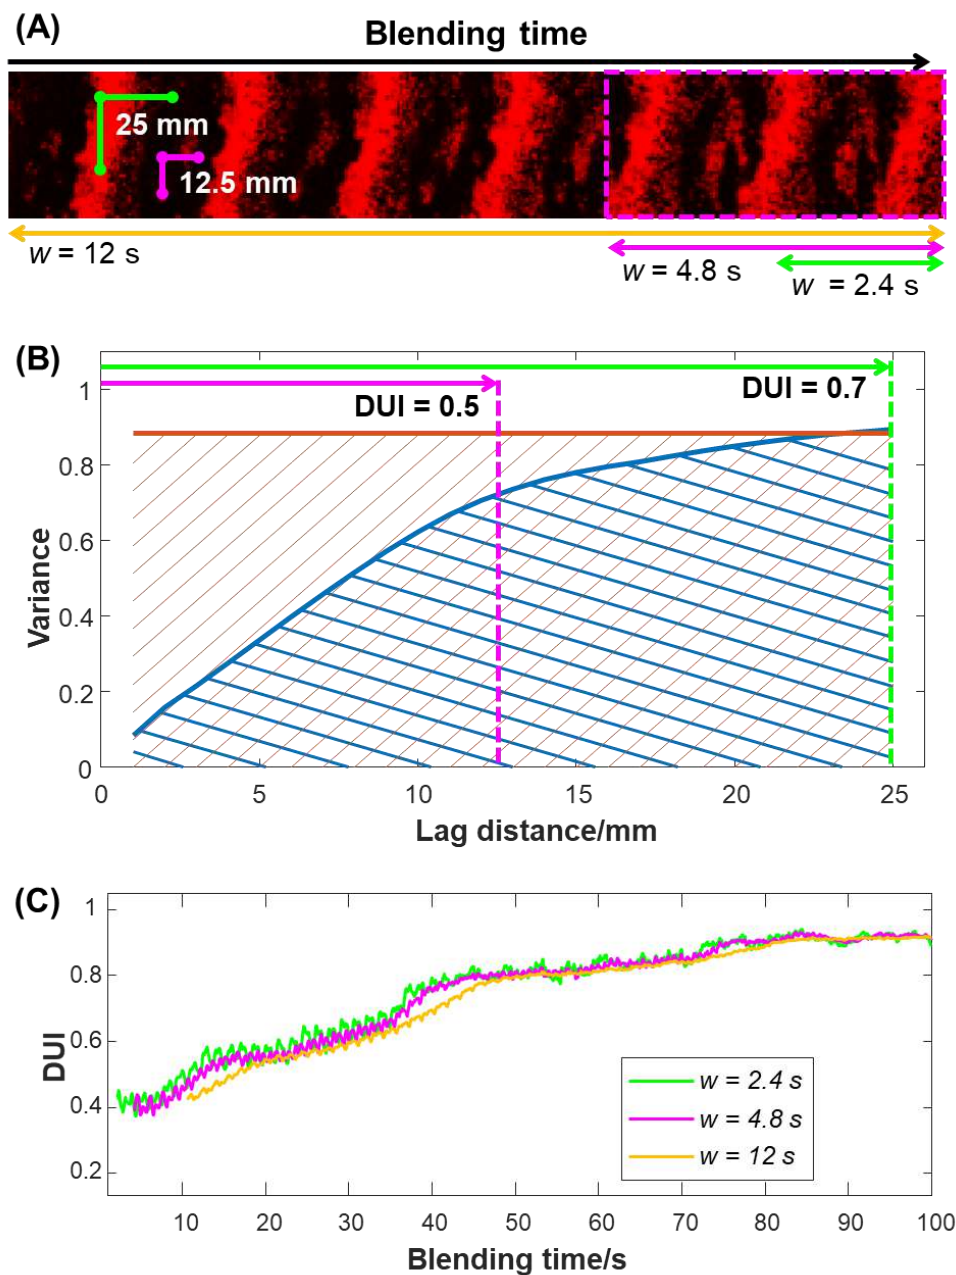 (A)
Blending time
25 mm
12.5 mm
w = 12 s
w = 4.8 s
w = 2.4 s
(B)
1
0.8
0.6
0.4
0.2
0
Variance
DUI = 0.5
DUI = 0.7
0 5 10 15 20 25
Lag distance/mm
(C)
1
0.8
0.6
0.4
0.2
DUI
w = 2.4 s
w = 4.8 s
w = 12 s
10 20 30 40 50 60 70 80 90 100
Blending time/s